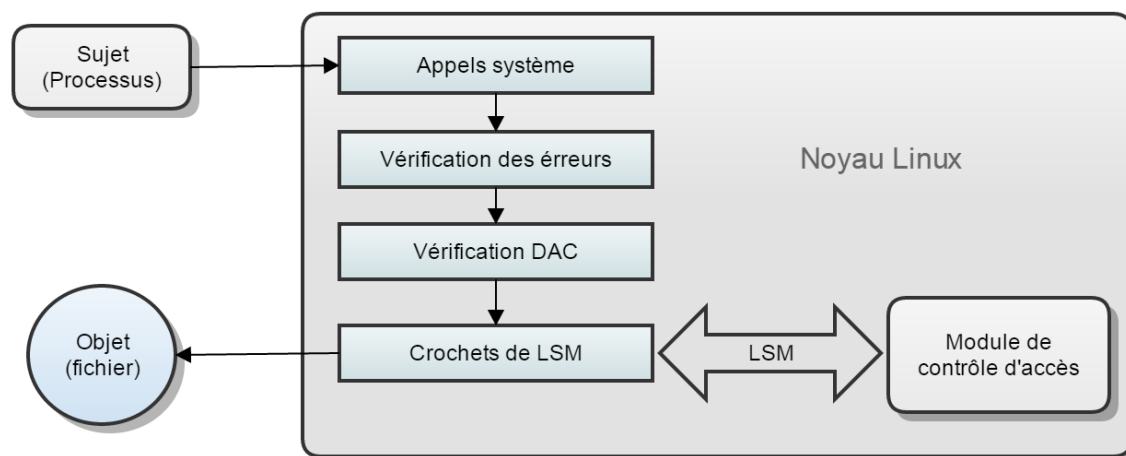 Sujet
(Processus)
Appels système
Vérification des érreurs
Noyau Linux
Vérification DAC
Objet
(fichier)
Crochets de LSM
LSM
Module de
contrôle d'accès